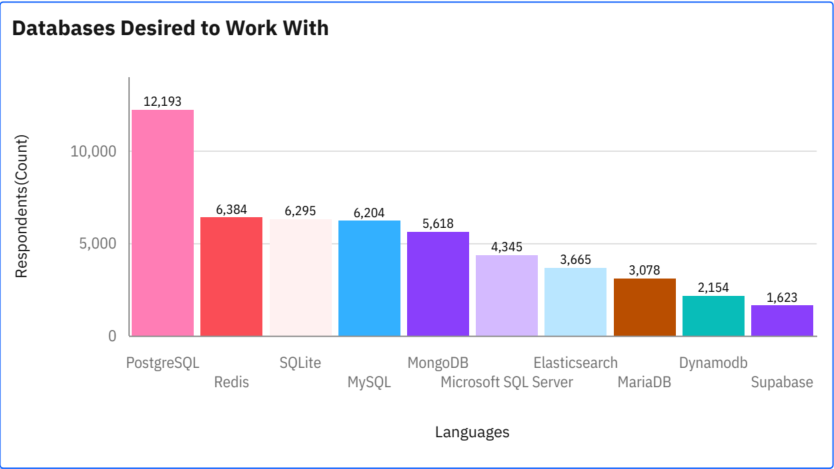 Databases Desired to Work With
Respondents(Count)
12,193
10,000
6,384
6,295
6,204
5,618
5,000
4,345
3,665
3,078
2,154
1,623
0
PostgreSQL
SQLite
MongoDB
Elasticsearch
Dynamodb
Redis
MySQL
Microsoft SQL Server
MariaDB
Supabase
Languages